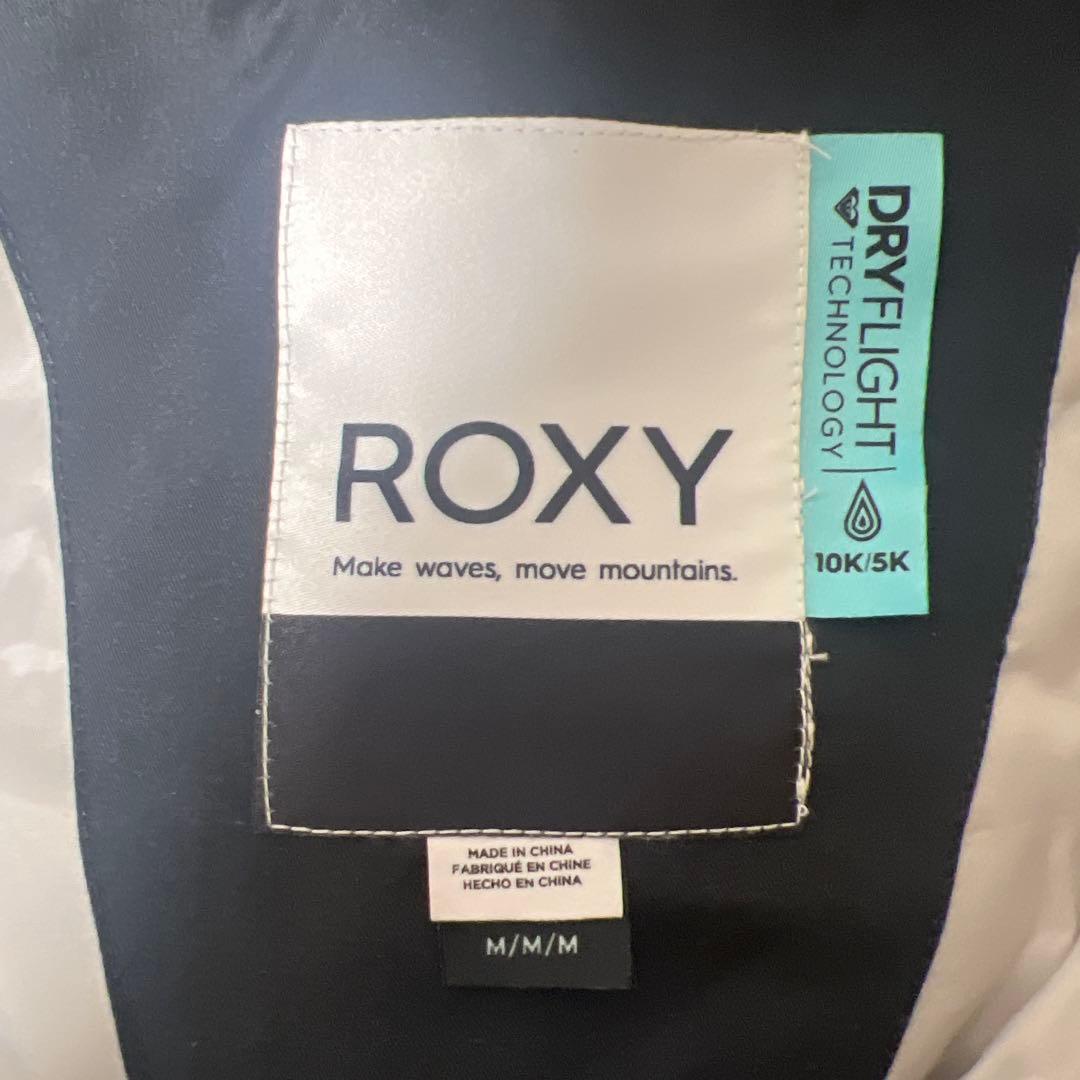 ROXY
Make waves, move mountains.
DRYFLIGHT
TECHNOLOGY
10K/5K
MADE IN CHINA
FABRIQUÉ EN CHINE
HECHO EN CHINA
M/M/M